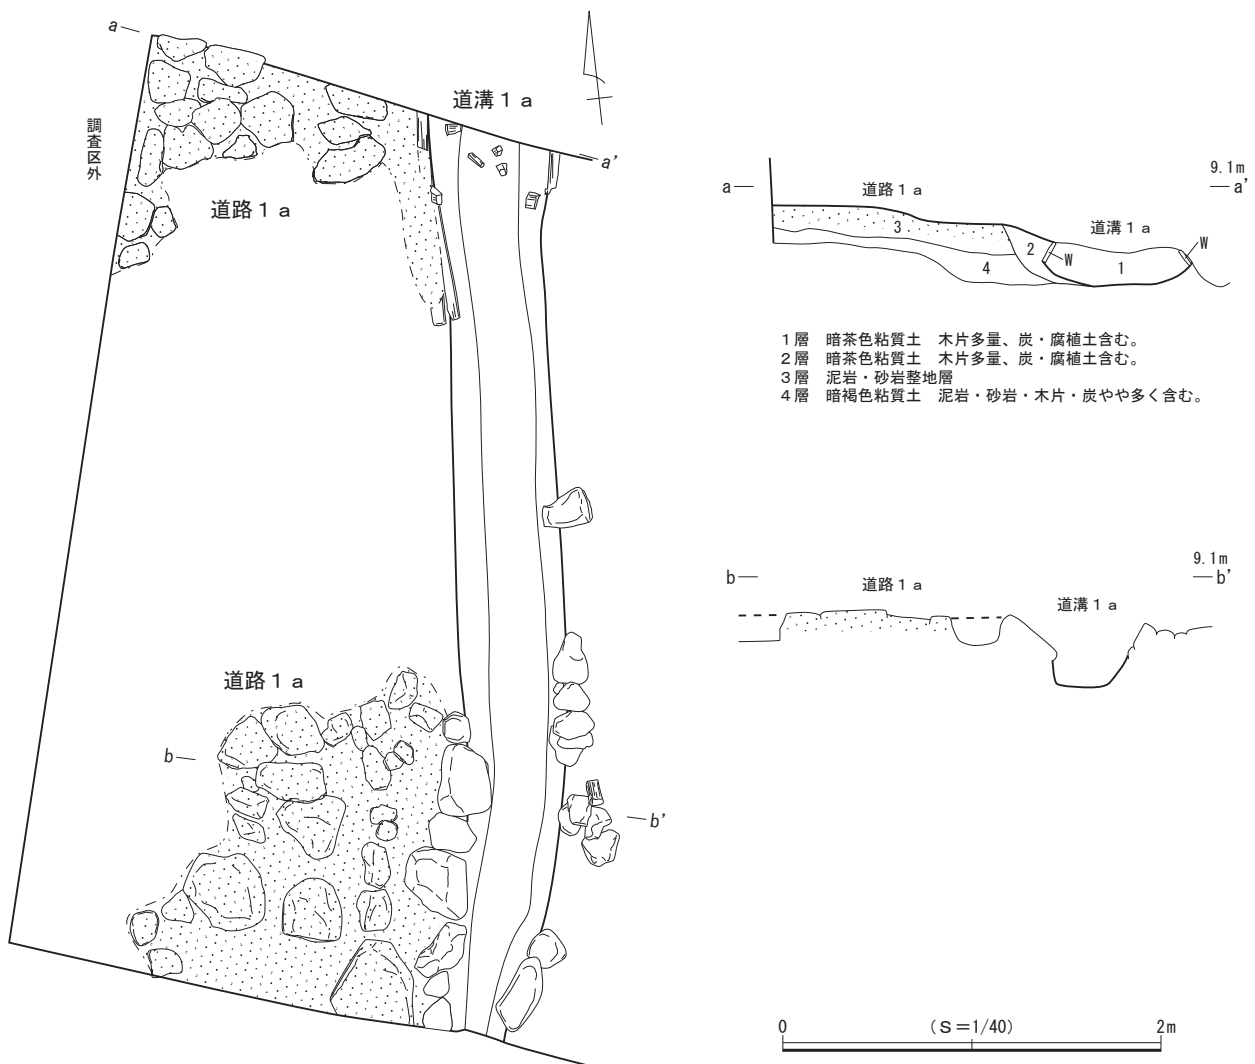 a
道溝１ａ
a’
調査区外
道路１ａ
道路１ａ
b
b’
9.1m
a
a’
道路１ａ
道溝１ａ
3
2
W
W
4
1
１層　暗茶色粘質土　木片多量、炭・腐植土含む。
２層　暗茶色粘質土　木片多量、炭・腐植土含む。
３層　泥岩・砂岩整地層
４層　暗褐色粘質土　泥岩・砂岩・木片・炭やや多く含む。
9.1m
b
b’
道路１ａ
道溝１ａ
0
（Ｓ＝1/40）
2m